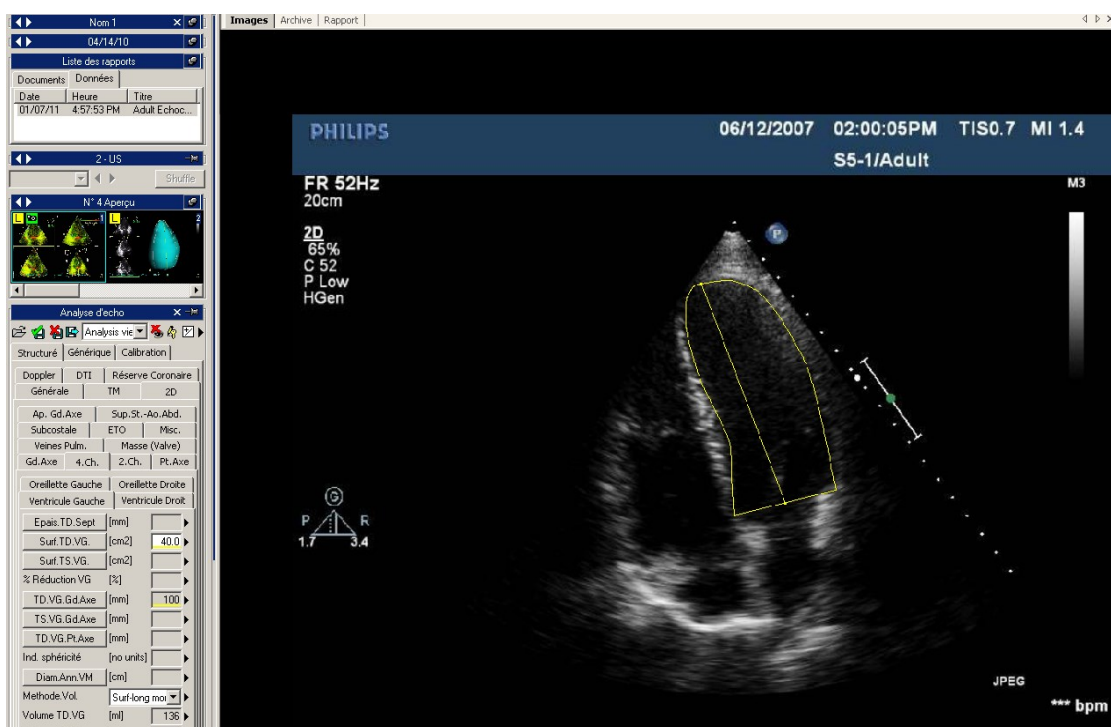 Nom 1
Images Archive Rapport
04/14/10
Liste des rapports
Documents Données
Date Heure Titre
01/07/11 4:57:53 PM Adult Echoc...
2 - US
Shuffle
N° 4 Aperçu
L 1 L 2
Analyse d'echo
Analysis vie
Structuré Générique Calibration
Doppler DTI Réserve Coronaire
Générale TM 2D
Ap. Gd.Axe Sup.St.-Ao.Abd.
Subcostale ETO Misc.
Veines Pulm. Masse (Valve)
Gd.Axe 4.Ch. 2.Ch. Pt.Axe
Oreillette Gauche Oreillette Droite
Ventricule Gauche Ventricule Droit
Epais.TD.Sept [mm]
Surf.TD.VG. [cm2] 40.0
Surf.TS.VG. [cm2]
% Réduction VG [%]
TD.VG.Gd.Axe [mm] 100
TS.VG.Gd.Axe [mm]
TD.VG.Pt.Axe [mm]
Ind. sphéricité [no units]
Diam.Ann.VM [cm]
Methode.Vol. Surf-long mo
Volume TD.VG [ml] 136
PHILIPS 06/12/2007 02:00:05PM TIS0.7 MI 1.4
S5-1/Adult
FR 52Hz
20cm
M3
2D
65%
C 52
P Low
HGen
P
G
P R
1.7 3.4
JPEG
*** bpm